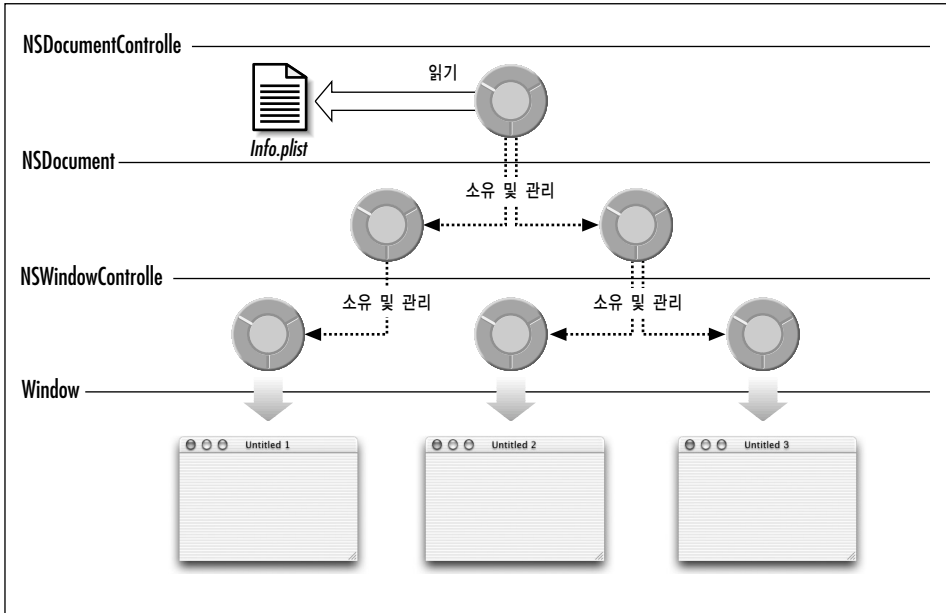 NSDocumentControlle
읽기
Info.plist
NSDocument
소유 및 관리
NSWindowControlle
소유 및 관리
소유 및 관리
Window
Untitled 1
Untitled 2
Untitled 3